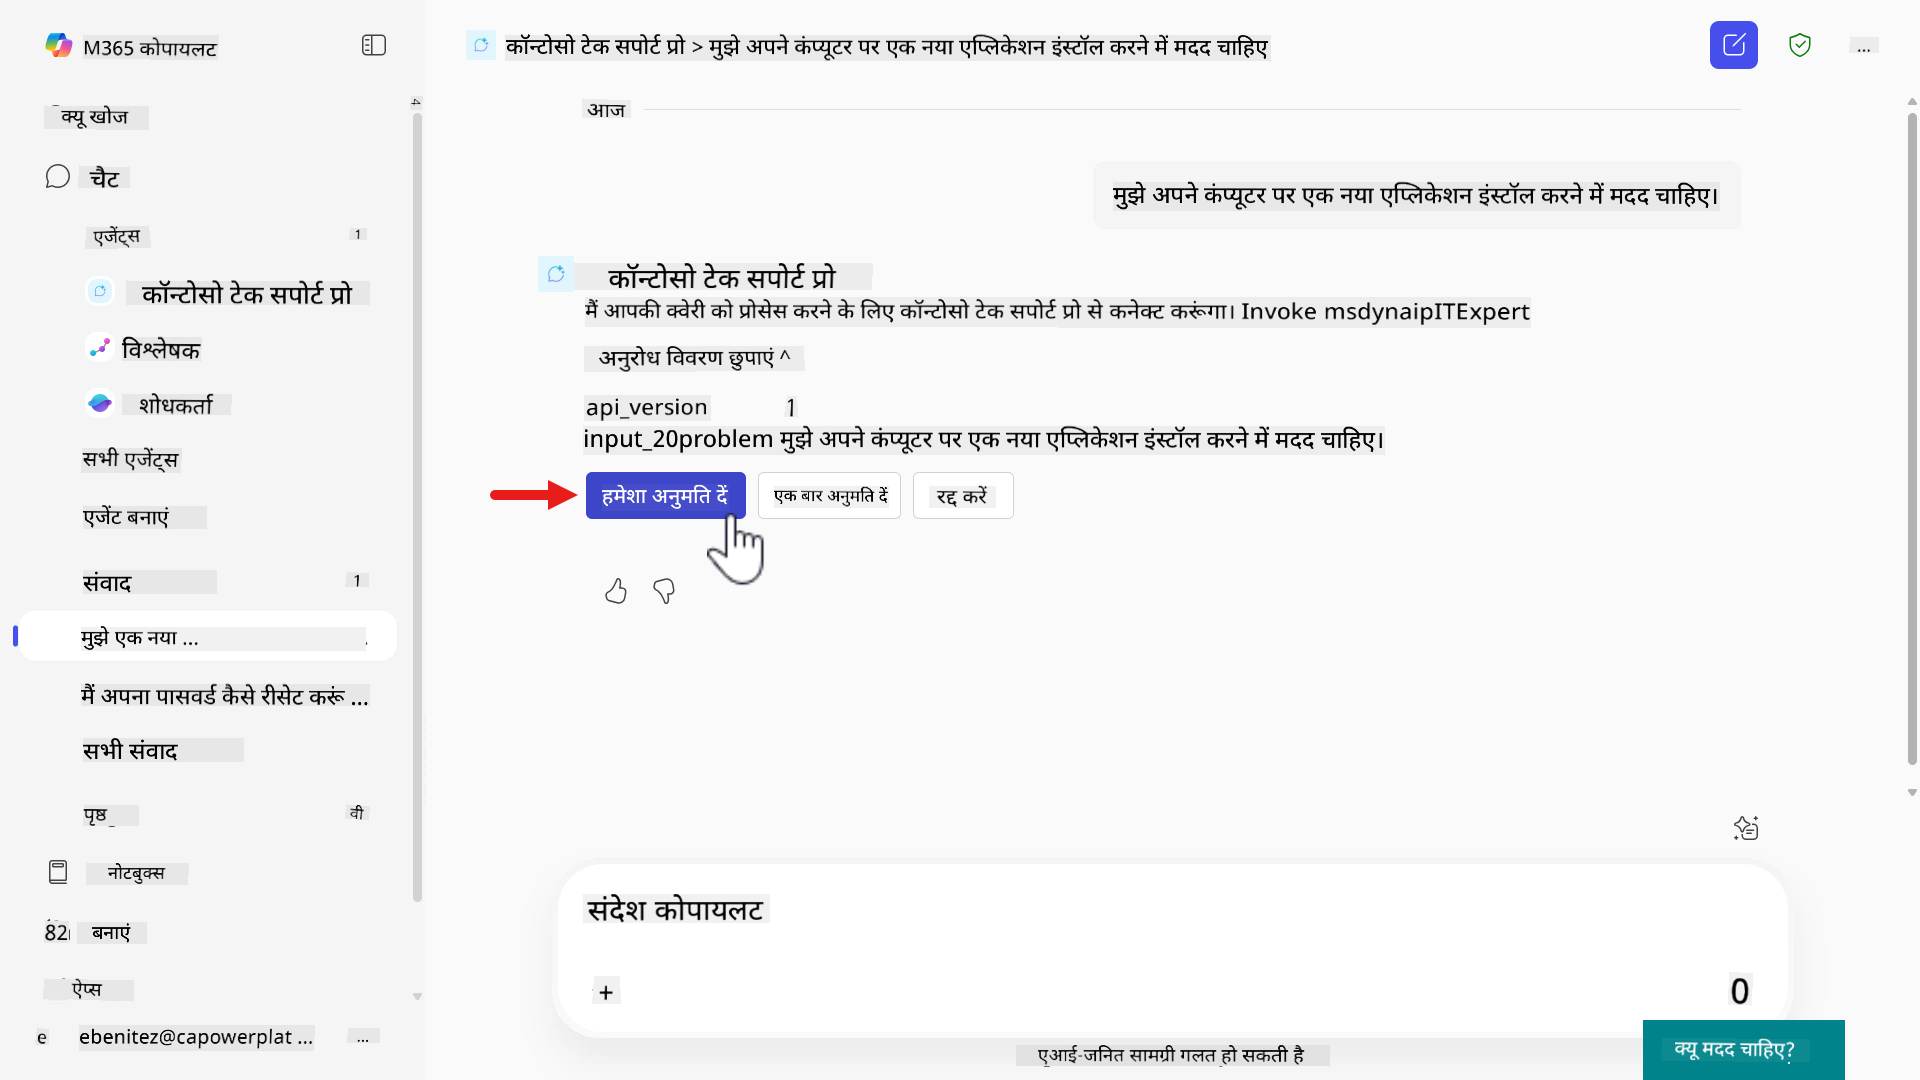 M365 कोपायलट
क्यू खोज
चैट
एजेंट्स 1
कॉन्टोसो टेक सपोर्ट प्रो
विश्लेषक
शोधकर्ता
सभी एजेंट्स
एजेंट बनाएं
संवाद 1
मुझे एक नया ...
मैं अपना पासवर्ड कैसे रीसेट करूं ...
सभी संवाद
पृष्ठ वी
नोटबुक्स
82 बनाएं
ऐप्स
e ebenitez@capowerplat ... ...
4
कॉन्टोसो टेक सपोर्ट प्रो > मुझे अपने कंप्यूटर पर एक नया एप्लिकेशन इंस्टॉल करने में मदद चाहिए
...
आज
मुझे अपने कंप्यूटर पर एक नया एप्लिकेशन इंस्टॉल करने में मदद चाहिए।
कॉन्टोसो टेक सपोर्ट प्रो
मैं आपकी क्वेरी को प्रोसेस करने के लिए कॉन्टोसो टेक सपोर्ट प्रो से कनेक्ट करूंगा। Invoke msdynaipITExpert
अनुरोध विवरण छुपाएं ^
api_version 1
input_20problem मुझे अपने कंप्यूटर पर एक नया एप्लिकेशन इंस्टॉल करने में मदद चाहिए।
हमेशा अनुमति दें एक बार अनुमति दें रद्द करें
संदेश कोपायलट
+ 0
एआई-जनित सामग्री गलत हो सकती है
क्यू मदद चाहिए?